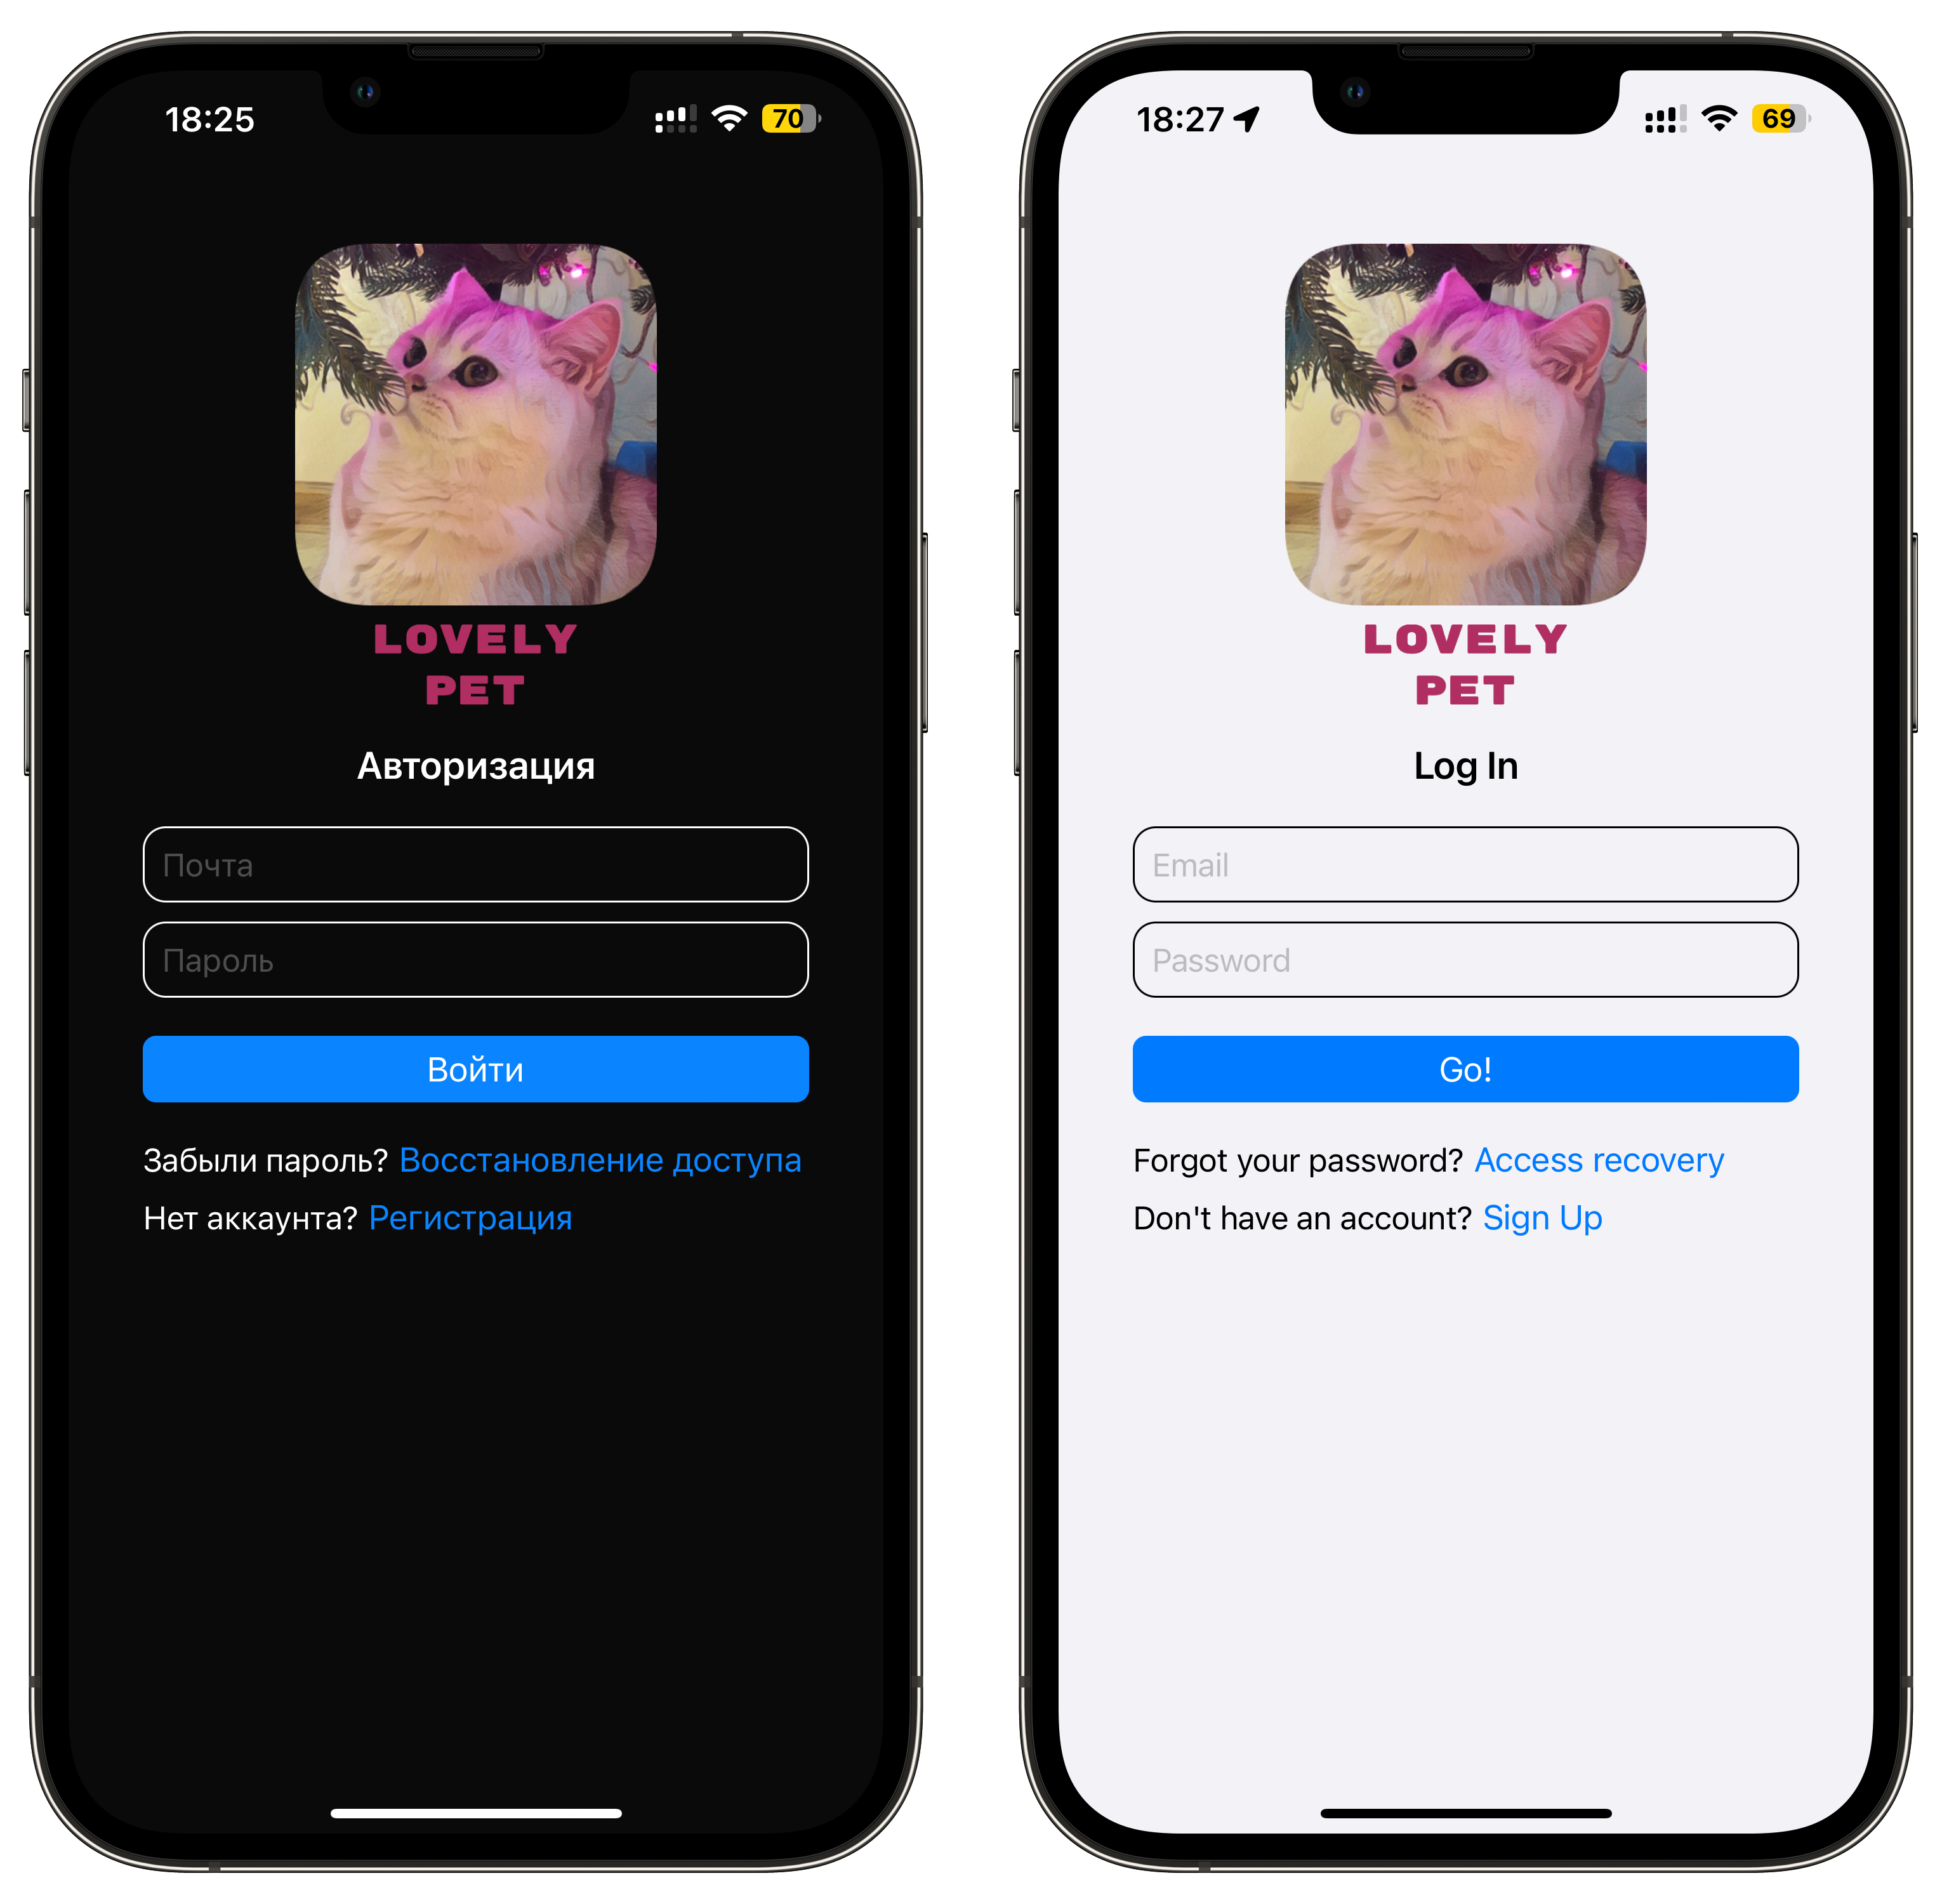 18:25
70
LOVELY
PET
Авторизация
Почта
Пароль
Войти
Забыли пароль? Восстановление доступа
Нет аккаунта? Регистрация
18:27
69
LOVELY
PET
Log In
Email
Password
Go!
Forgot your password? Access recovery
Don't have an account? Sign Up